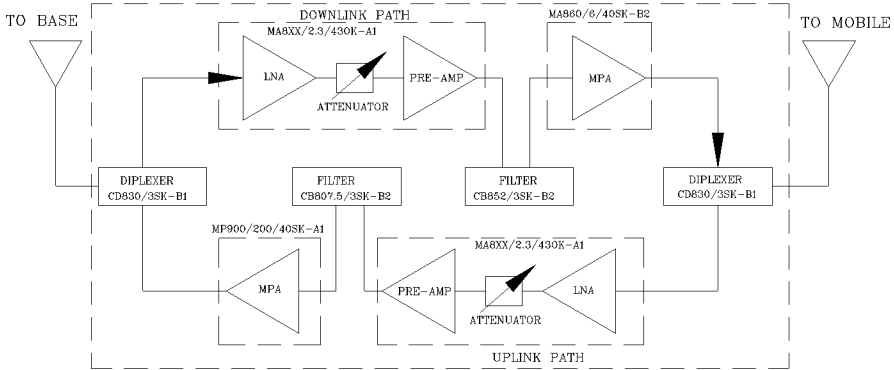 TO BASE
DOWNLINK PATH
MA8XX/2.3/430K-A1
MA860/6/40SK-B2
TO MOBILE
LNA
ATTENUATOR
PRE-AMP
MPA
DIPLEXER
CD830/3SK-B1
FILTER
CB807.5/3SK-B2
FILTER
CB852/3SK-B2
DIPLEXER
CD830/3SK-B1
MP900/200/40SK-A1
MA8XX/2.3/430K-A1
MPA
PRE-AMP
ATTENUATOR
LNA
UPLINK PATH